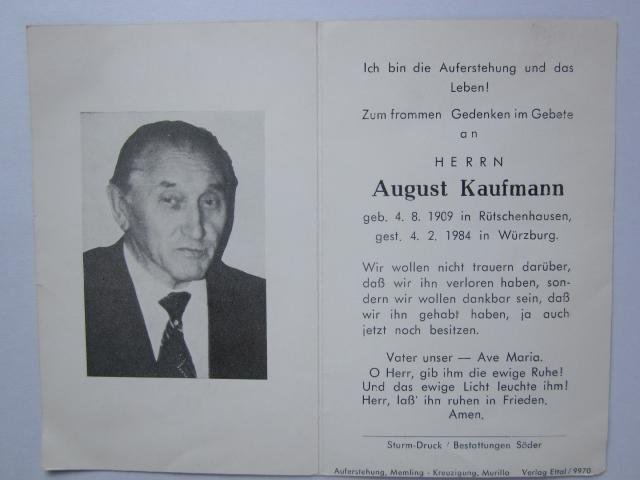 Ich bin die Auferstehung und das
Leben!
Zum frommen Gedenken im Gebete
an
HERRN
August Kaufmann
geb. 4. 8. 1909 in Rütschenhausen,
gest. 4. 2. 1984 in Würzburg.
Wir wollen nicht trauern darüber,
daß wir ihn verloren haben, son-
dern wir wollen dankbar sein, daß
wir ihn gehabt haben, ja auch
jetzt noch besitzen.
Vater unser — Ave Maria.
O Herr, gib ihm die ewige Ruhe!
Und das ewige Licht leuchte ihm!
Herr, laß' ihn ruhen in Frieden.
Amen.
Sturm-Druck / Bestattungen Söder
Auferstehung, Memling - Kreuzigung, Murillo Verlag Ettal / 9970